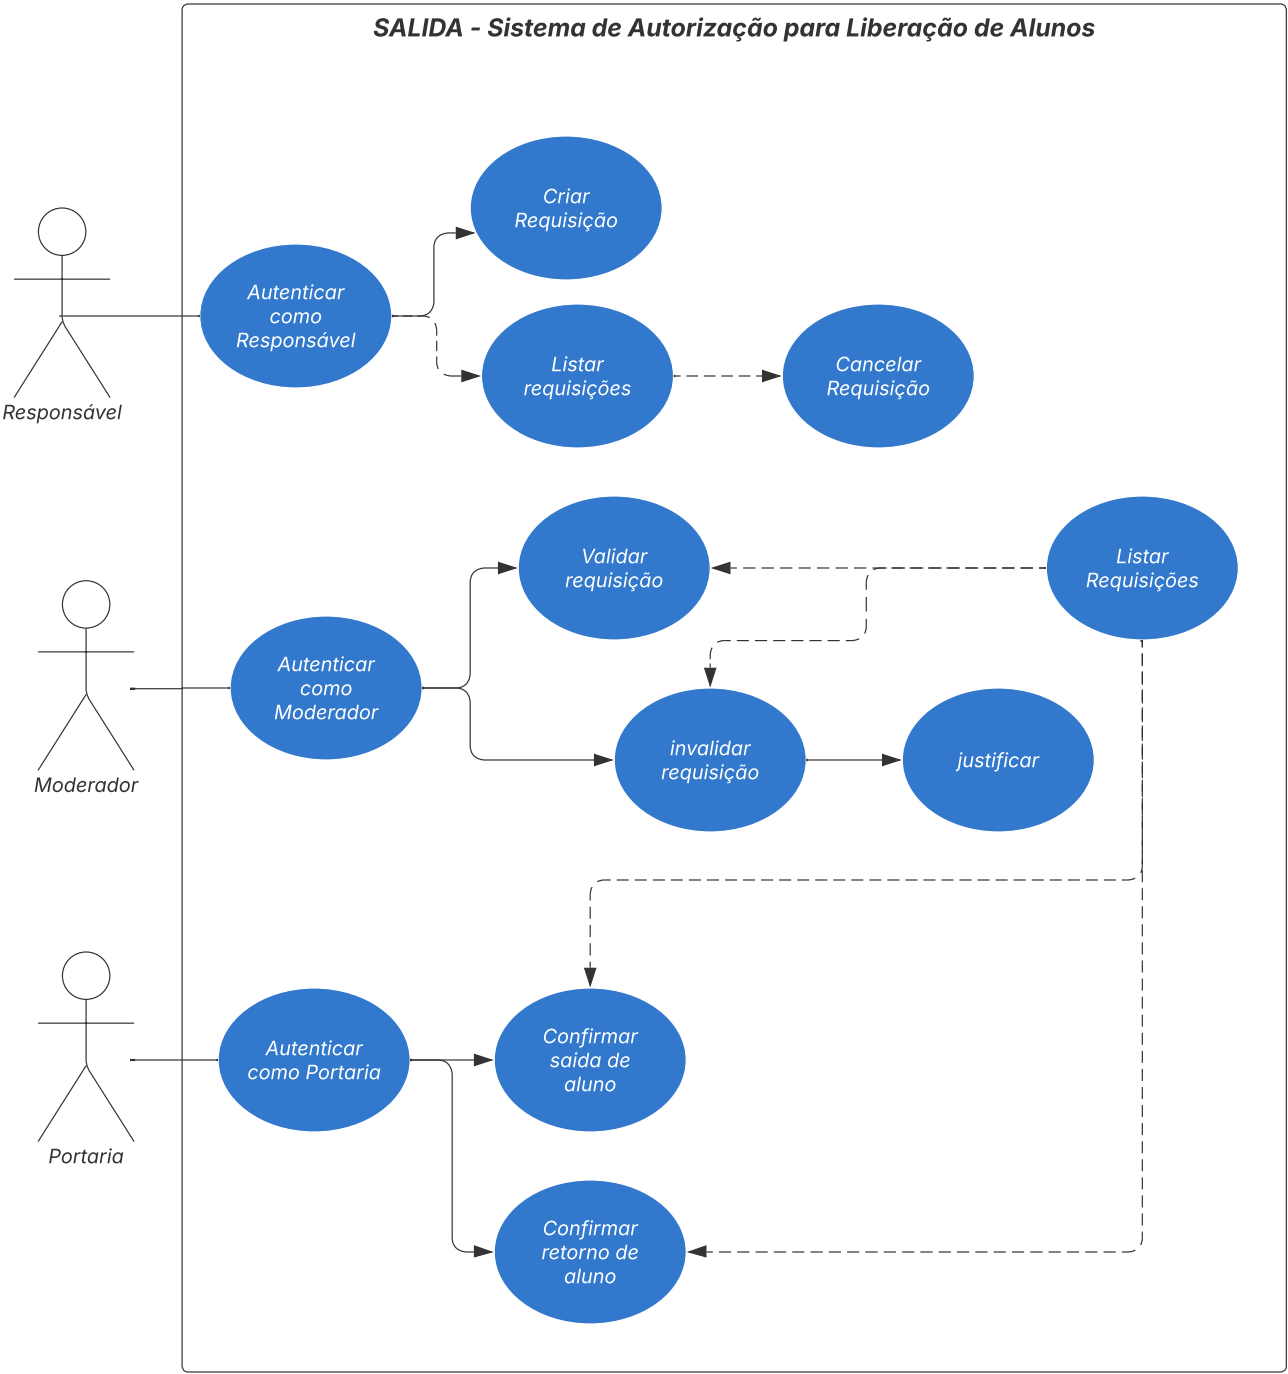 SALIDA - Sistema de Autorização para Liberação de Alunos
Criar
Requisição
Autenticar
como
Responsável
Listar
requisições
Cancelar
Requisição
Responsável
Validar
requisição
Listar
Requisições
Autenticar
como
Moderador
invalidar
requisição
justificar
Moderador
Autenticar
como Portaria
Confirmar
saida de
aluno
Portaria
Confirmar
retorno de
aluno